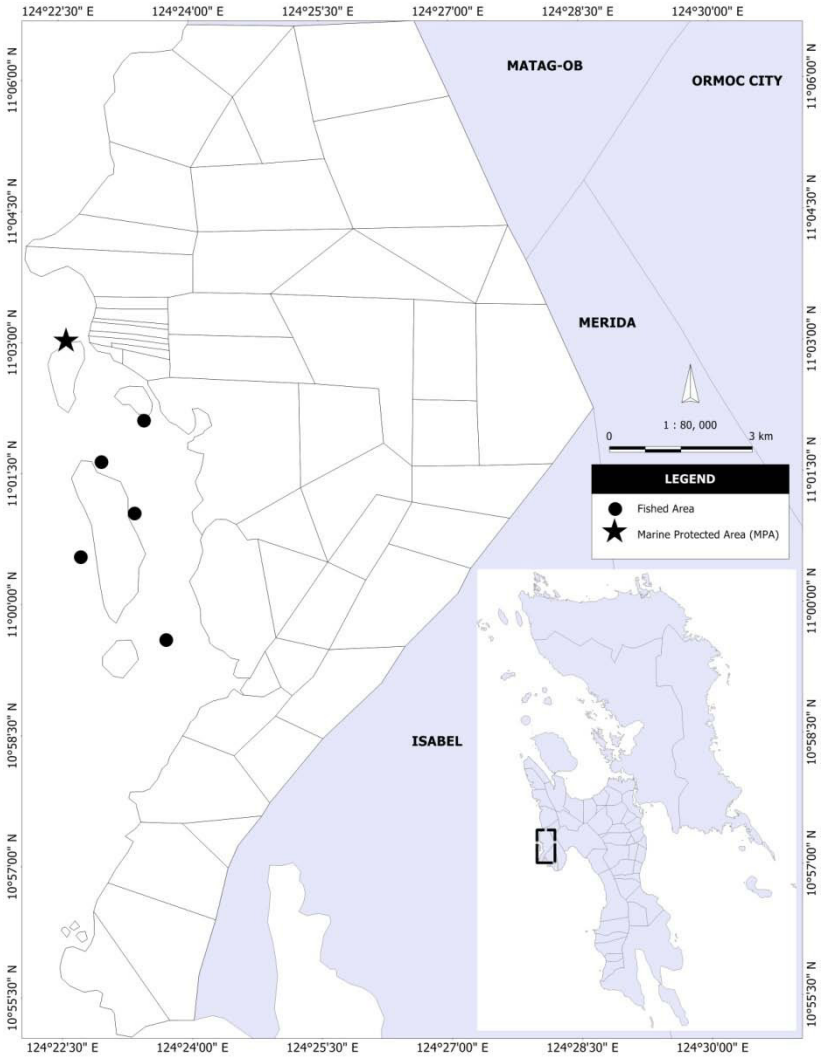 124°22'30" E 124°24'00" E 124°25'30" E 124°27'00" E 124°28'30" E 124°30'00" E
11°06'00" N
11°04'30" N
11°03'00" N
11°01'30" N
11°00'00" N
10°58'30" N
10°57'00" N
10°55'30" N
MATAG-OB
ORMOC CITY
MERIDA
1 : 80, 000
0 3 km
LEGEND
Fished Area
Marine Protected Area (MPA)
ISABEL
11°06'00" N
11°04'30" N
11°03'00" N
11°01'30" N
11°00'00" N
10°58'30" N
10°57'00" N
10°55'30" N
124°22'30" E 124°24'00" E 124°25'30" E 124°27'00" E 124°28'30" E 124°30'00" E